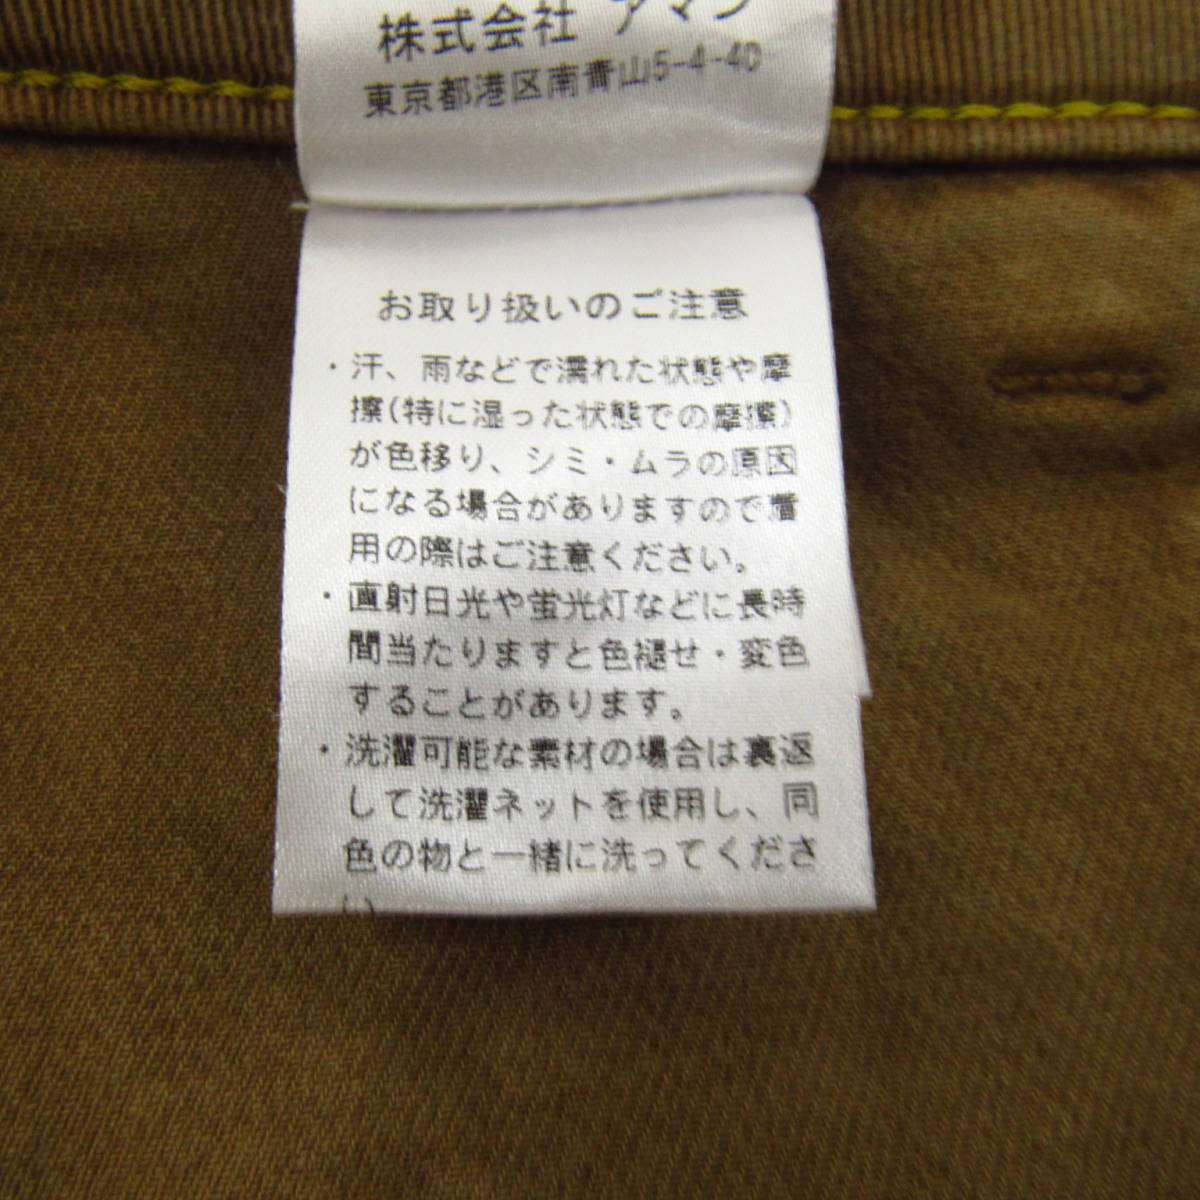 株式会社 アマン
東京都港区南青山5-4-40
お取り扱いのご注意
・汗、雨などで濡れた状態や摩
擦(特に湿った状態での摩擦)
が色移り、シミ・ムラの原因
になる場合がありますので着
用の際はご注意ください。
・直射日光や蛍光灯などに長時
間当たりますと色褪せ・変色
することがあります。
・洗濯可能な素材の場合は裏返
して洗濯ネットを使用し、同
色の物と一緒に洗ってくださ
い